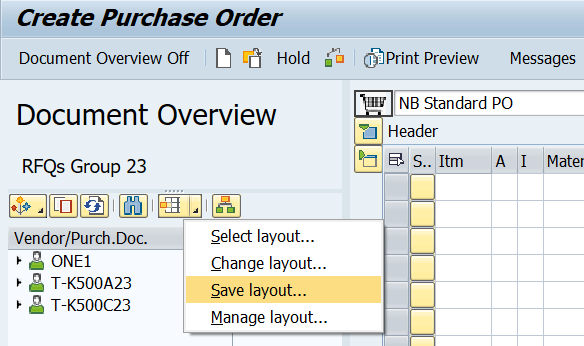 Create Purchase Order
Document Overview Off Hold Print Preview Messages
Document Overview
RFQs Group 23
NB Standard PO
Header
S.. Itm A I Mater
Vendor/Purch.Doc.
ONE1
T-K500A23
T-K500C23
Select layout...
Change layout...
Save layout...
Manage layout...